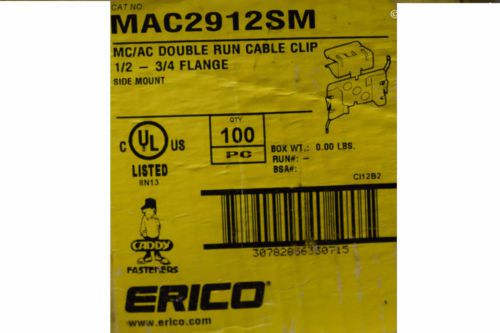 CAT NO.
MAC2912SM
MC/AC DOUBLE RUN CABLE CLIP
1/2 – 3/4 FLANGE
SIDE MOUNT
C UL US
LISTED
8N13
QTY.
100
PC
BOX WT.: 0.00 LBS.
RUN#: –
BSA#:
CI12B2
30782856330715
CADDY
FASTENERS
ERICO®
www.erico.com